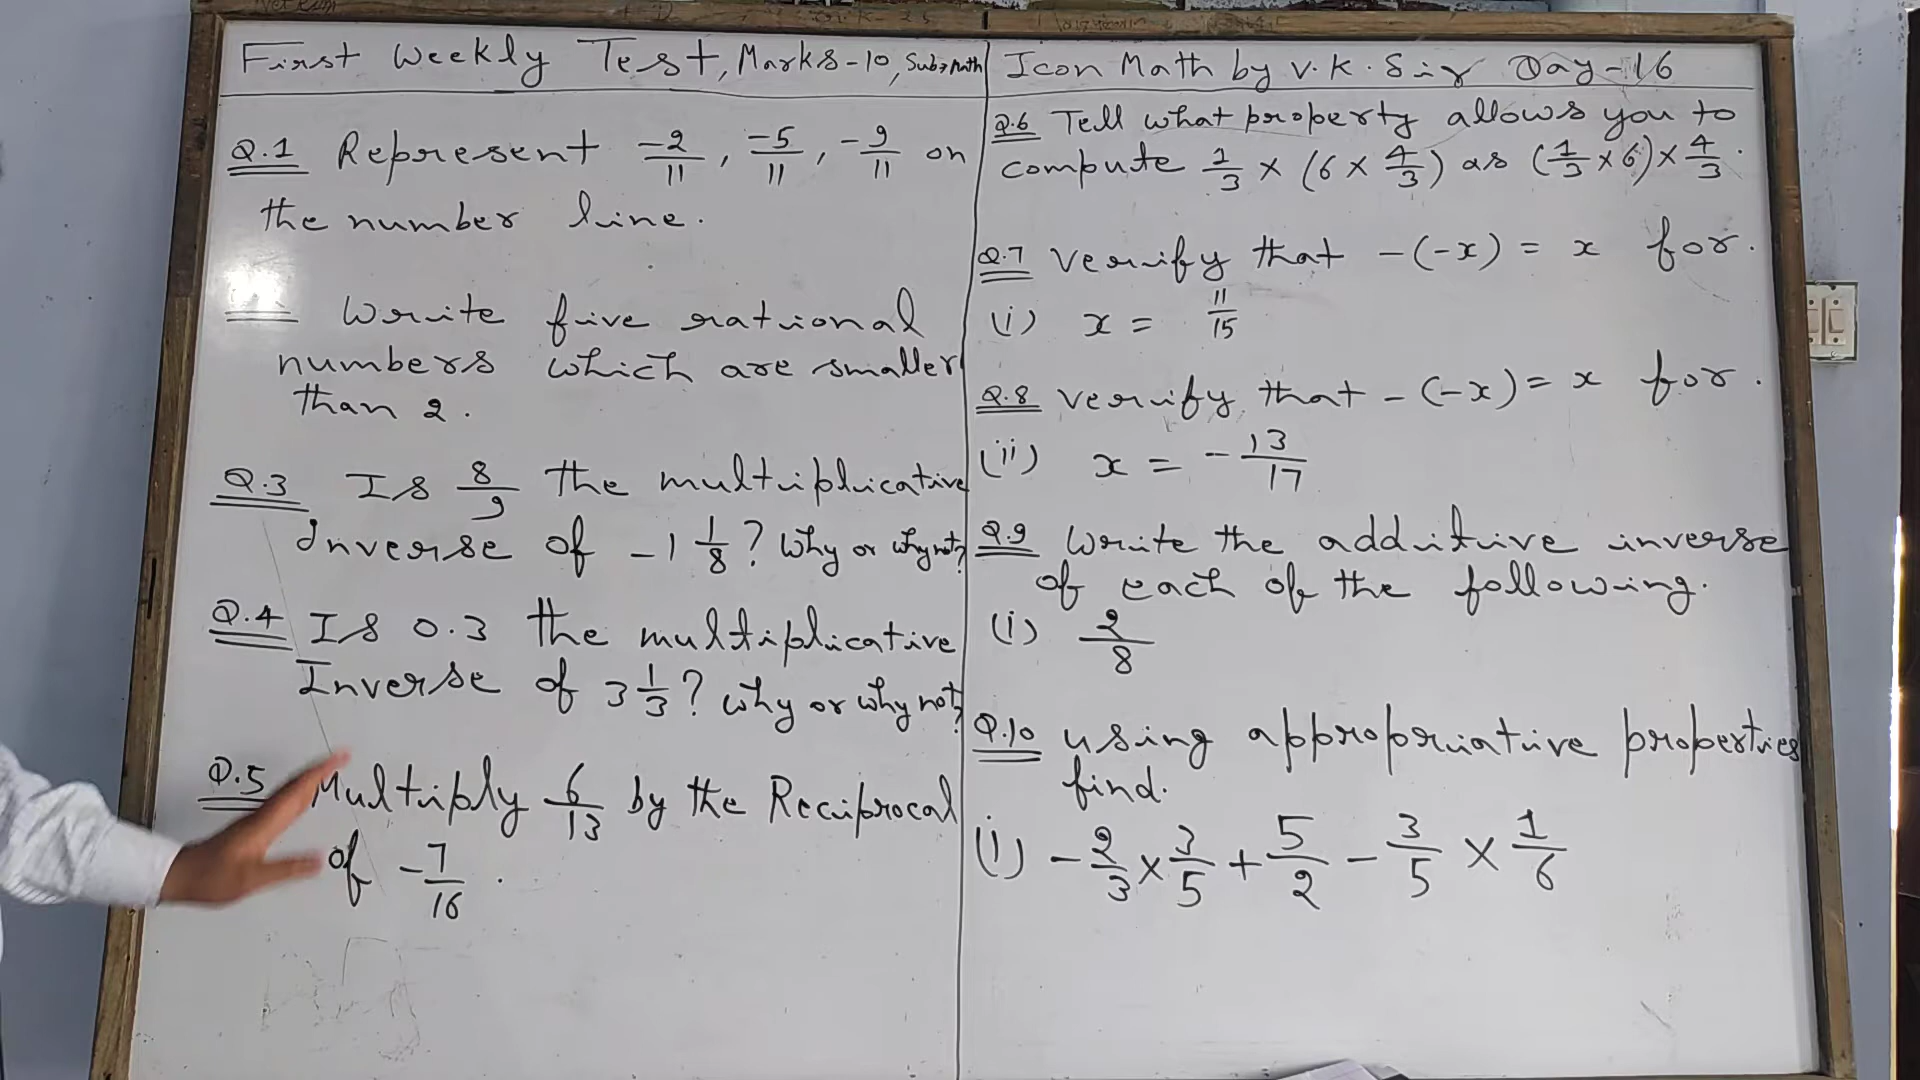 First Weekly Test, Marks-10, Sub→Math
Q.1 Represent -2/11, -5/11, -9/11 on
the number line.
Write five rational
numbers which are smaller
than 2.
Q.3 Is 8/9 the multiplicative
Inverse of -1 1/8? Why or why not?
Q.4 Is 0.3 the multiplicative
Inverse of 3 1/3? Why or why not?
Q.5 Multiply 6/13 by the Reciprocal
of -7/16.
Icon Math by V.K. Sir Day-16
Q.6 Tell what property allows you to
compute 1/3 × (6 × 4/3) as (1/3 × 6) × 4/3.
Q.7 Verify that -(-x) = x for.
(i) x = 11/15
Q.8 Verify that -(-x) = x for.
(ii) x = -13/17
Q.9 Write the additive inverse
of each of the following.
(i) 2/8
Q.10 using appropriative properties
find.
(i) -2/3 × 3/5 + 5/2 - 3/5 × 1/6